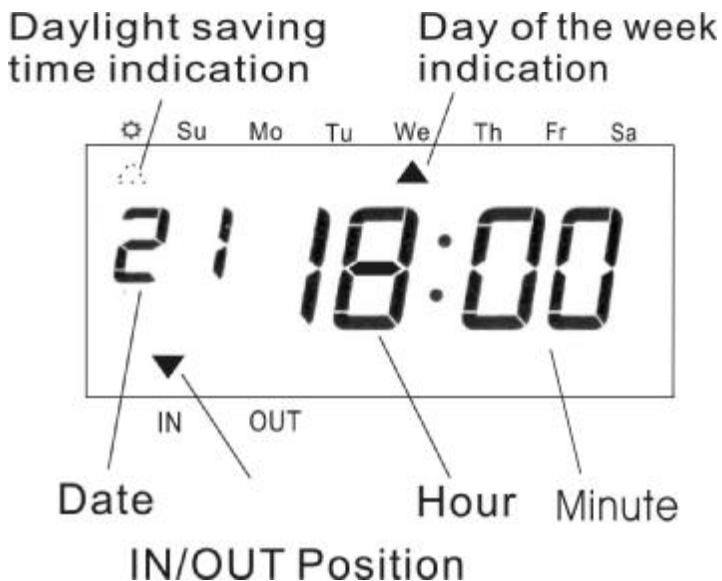 Daylight saving
time indication
Day of the week
indication
Su Mo Tu We Th Fr Sa
21 18:00
IN OUT
Date
Hour
Minute
IN/OUT Position